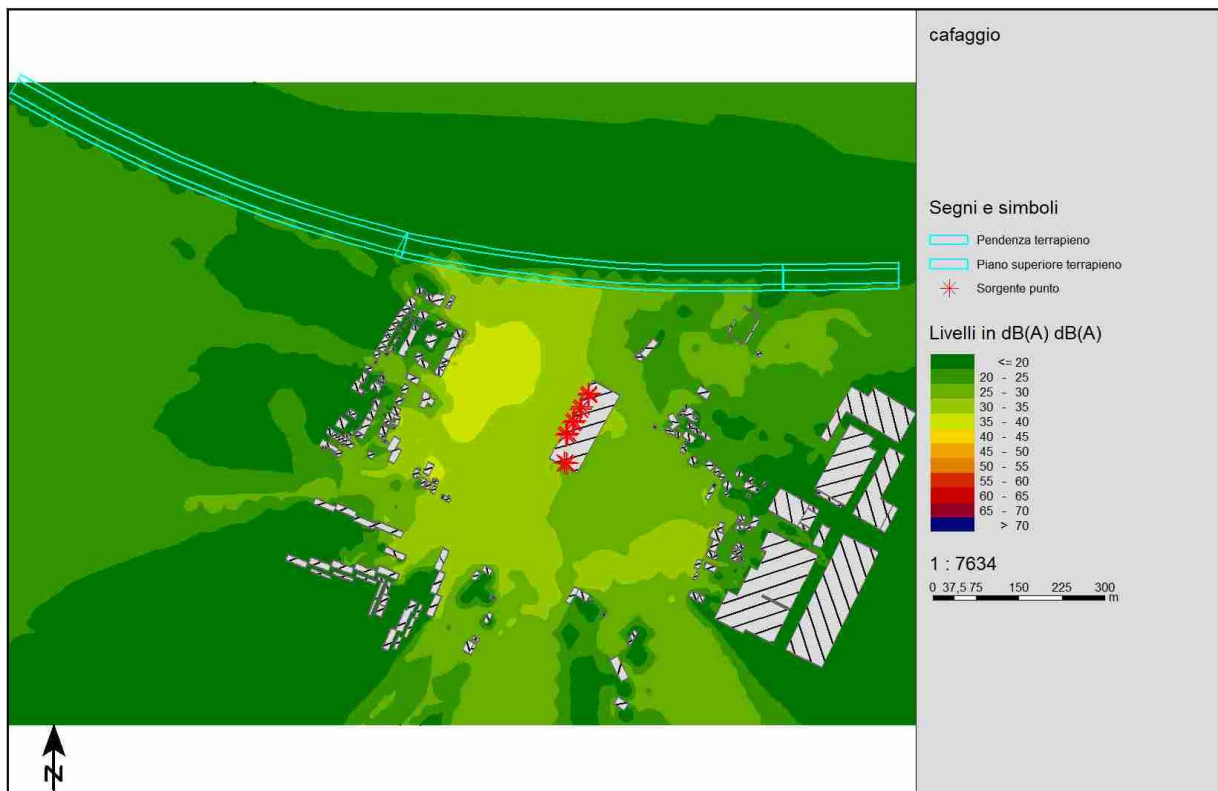 cafaggio
Segni e simboli
Pendenza terrapieno
Piano superiore terrapieno
Sorgente punto
Livelli in dB(A) dB(A)
<= 20
20 - 25
25 - 30
30 - 35
35 - 40
40 - 45
45 - 50
50 - 55
55 - 60
60 - 65
65 - 70
> 70
1 : 7634
0 37,5 75 150 225 300
m
N